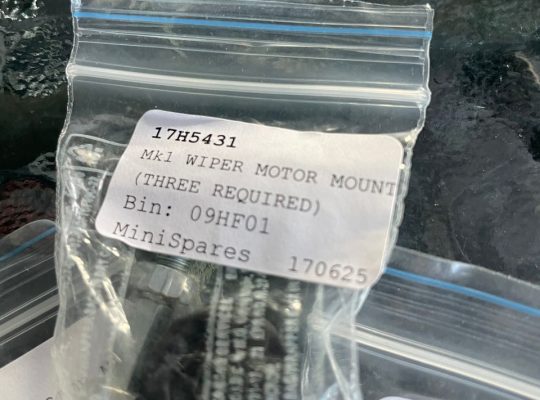 17H5431
Mk1 WIPER MOTOR MOUNT
(THREE REQUIRED)
Bin: 09HF01
MiniSpares 170625